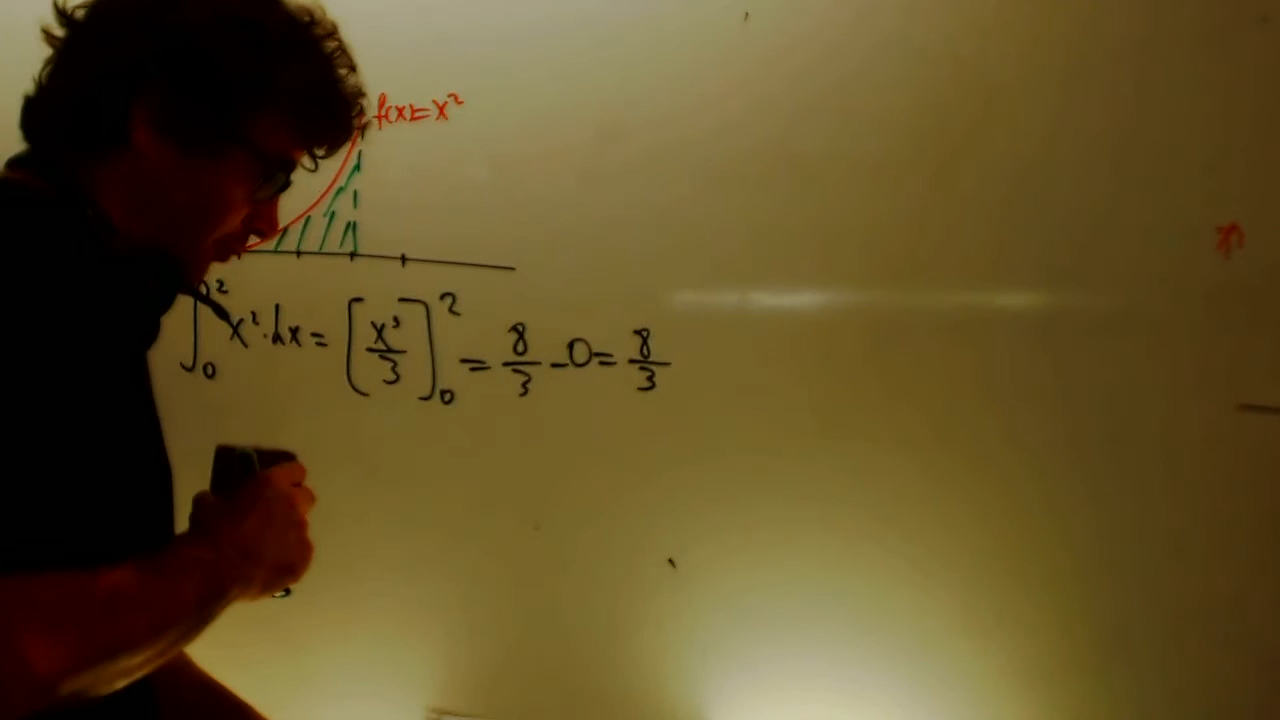 f(x)=x²
∫₀² x²·dx = [x³/3]₀² = 8/3 - 0 = 8/3